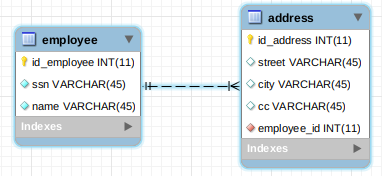 employee
id_employee INT(11)
ssn VARCHAR(45)
name VARCHAR(45)
Indexes
address
id_address INT(11)
street VARCHAR(45)
city VARCHAR(45)
cc VARCHAR(45)
employee_id INT(11)
Indexes